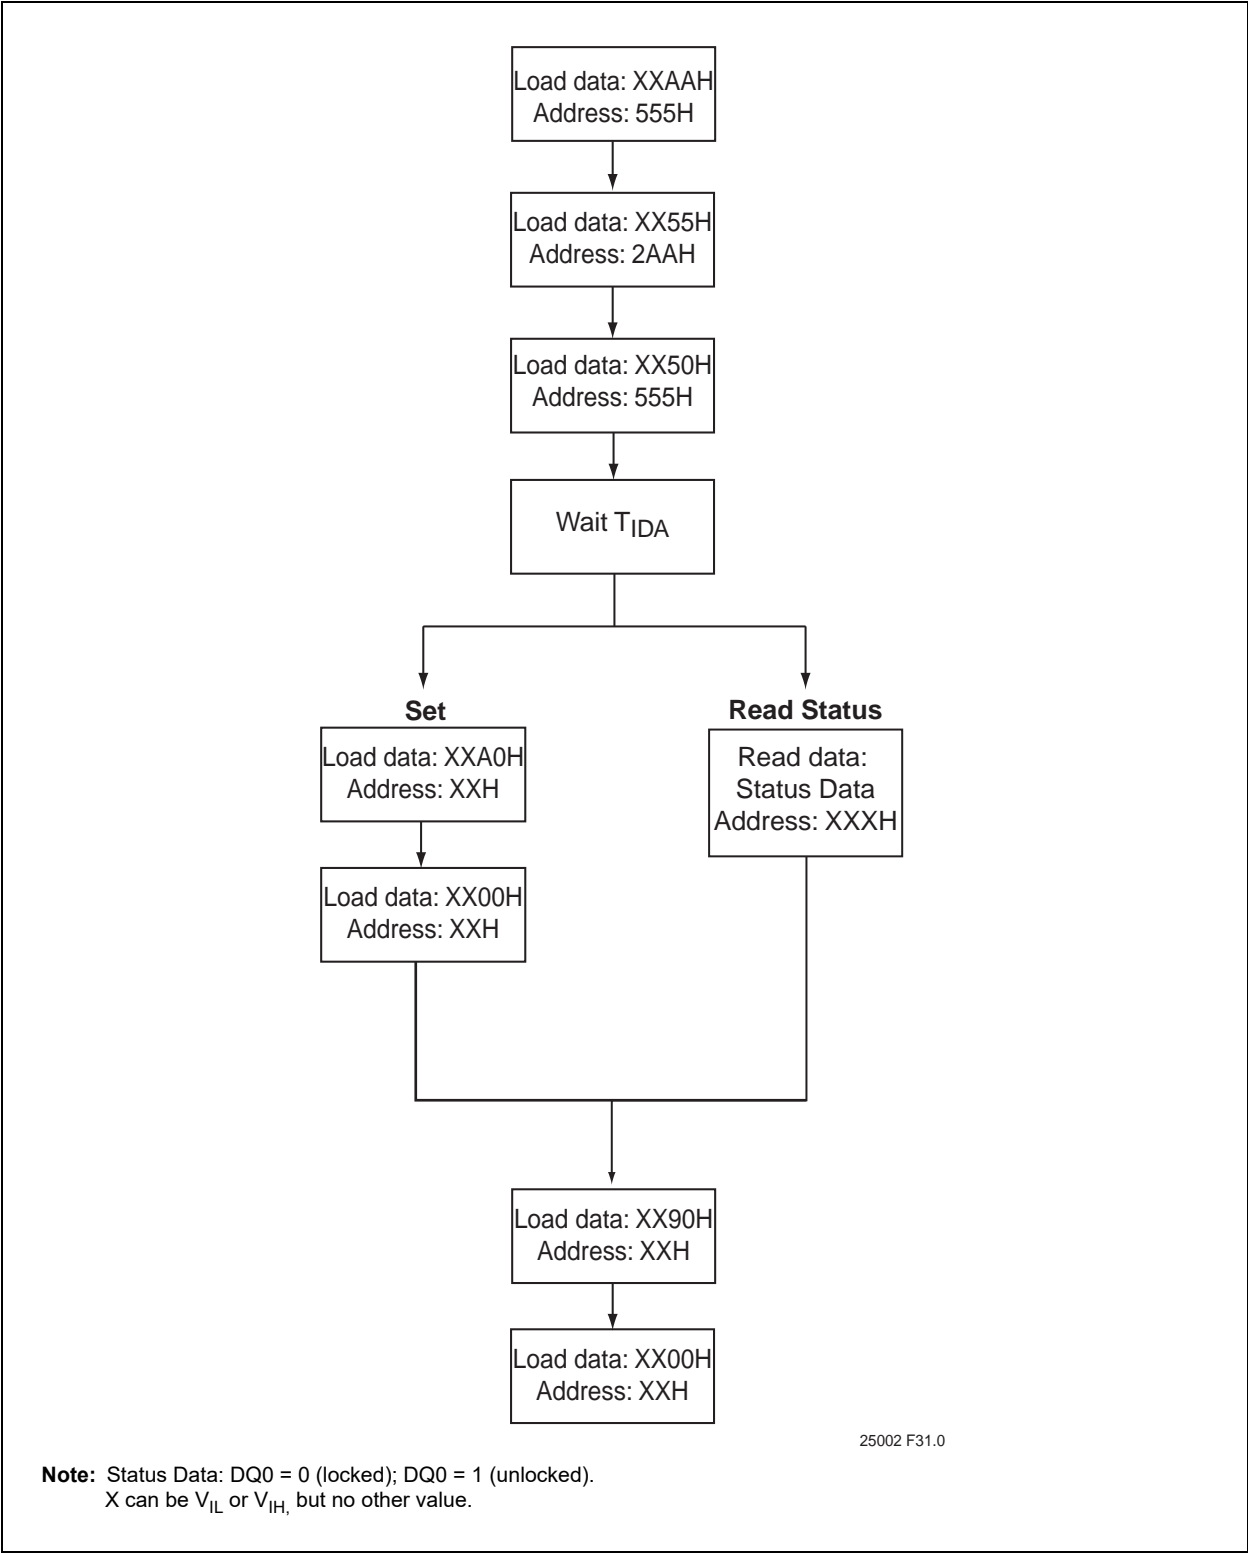 Load data: XXAAH
Address: 555H
Load data: XX55H
Address: 2AAH
Load data: XX50H
Address: 555H
Wait TIDA
Set
Load data: XXA0H
Address: XXH
Load data: XX00H
Address: XXH
Read Status
Read data:
Status Data
Address: XXXH
Load data: XX90H
Address: XXH
Load data: XX00H
Address: XXH
25002 F31.0
Note: Status Data: DQ0 = 0 (locked); DQ0 = 1 (unlocked).
X can be VIL or VIH, but no other value.